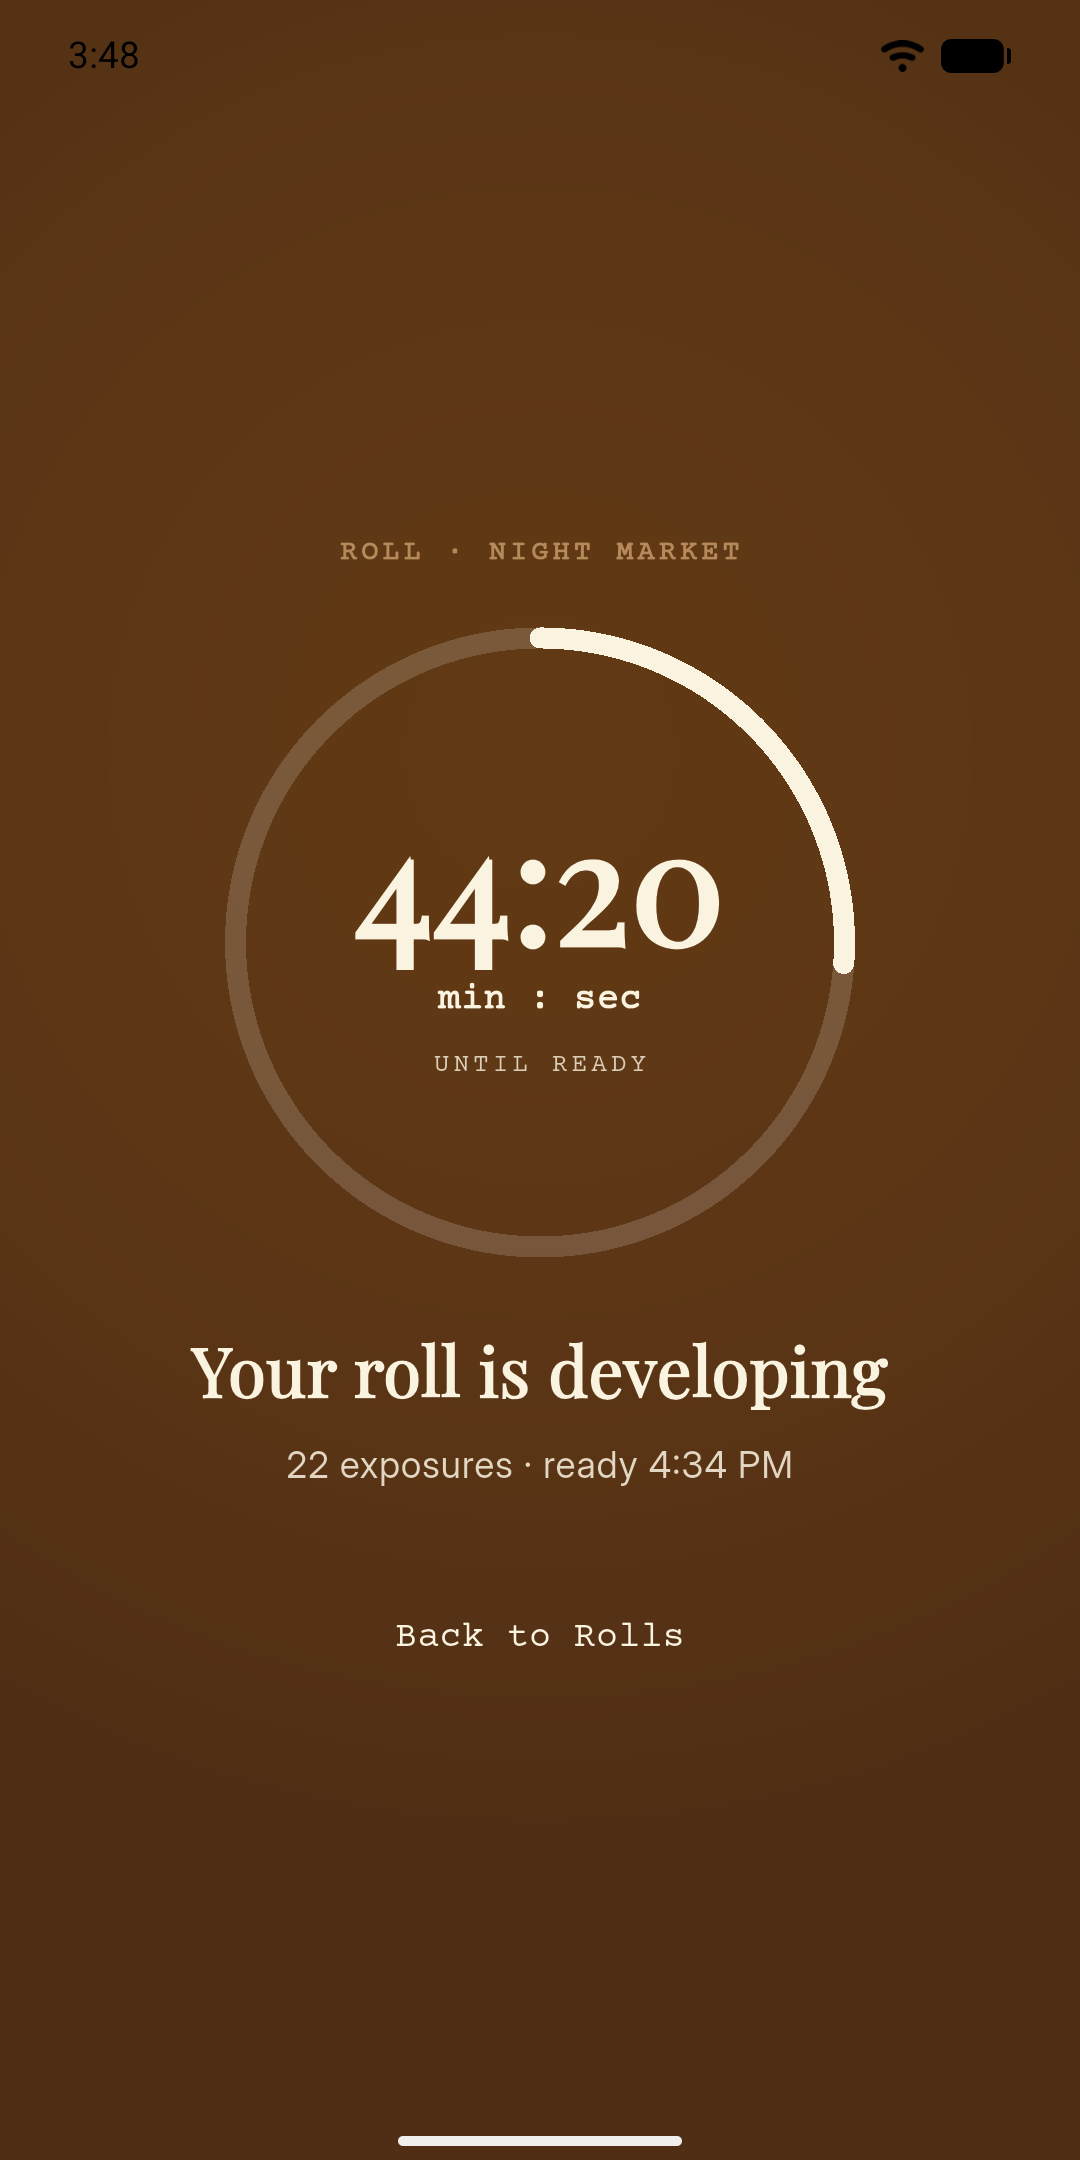 3:48
ROLL · NIGHT MARKET
44:20
min : sec
UNTIL READY
Your roll is developing
22 exposures · ready 4:34 PM
Back to Rolls